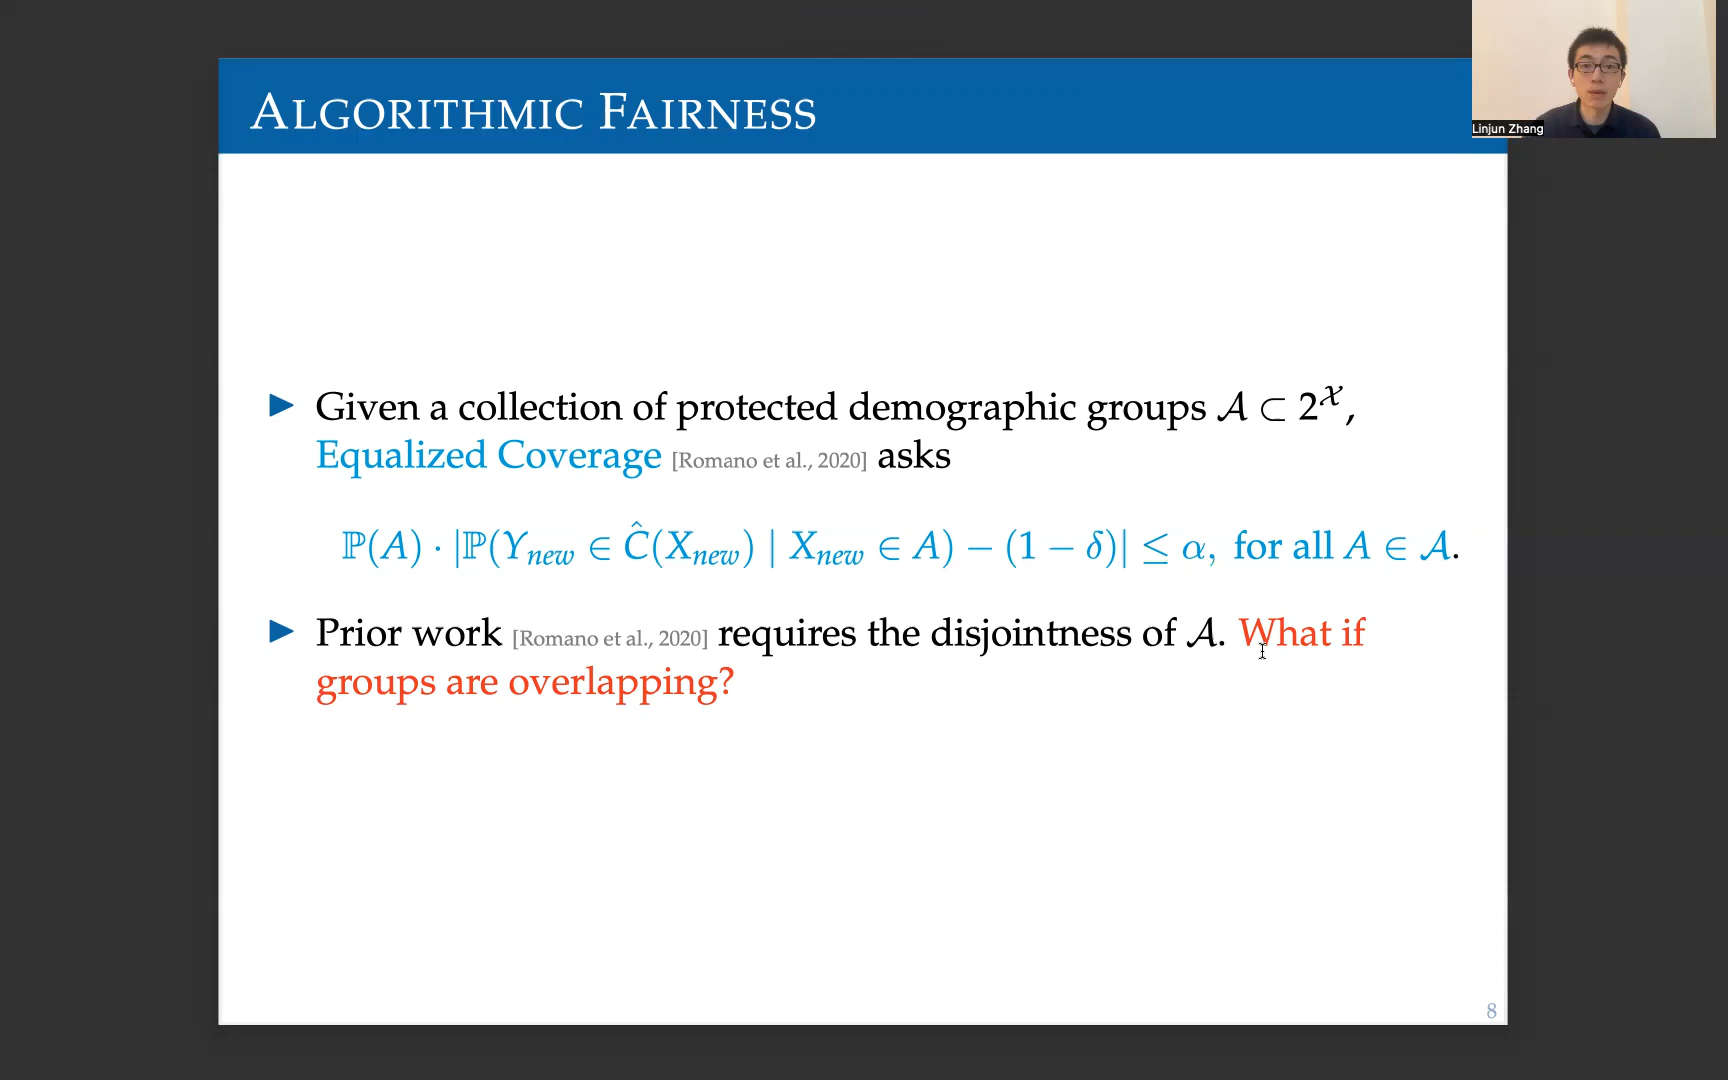 ALGORITHMIC FAIRNESS
Linjun Zhang
▶ Given a collection of protected demographic groups 𝒜 ⊂ 2^𝒳,
Equalized Coverage [Romano et al., 2020] asks
ℙ(A) · |ℙ(Y_new ∈ Ĉ(X_new) | X_new ∈ A) − (1 − δ)| ≤ α, for all A ∈ 𝒜.
▶ Prior work [Romano et al., 2020] requires the disjointness of 𝒜. What if
groups are overlapping?
8